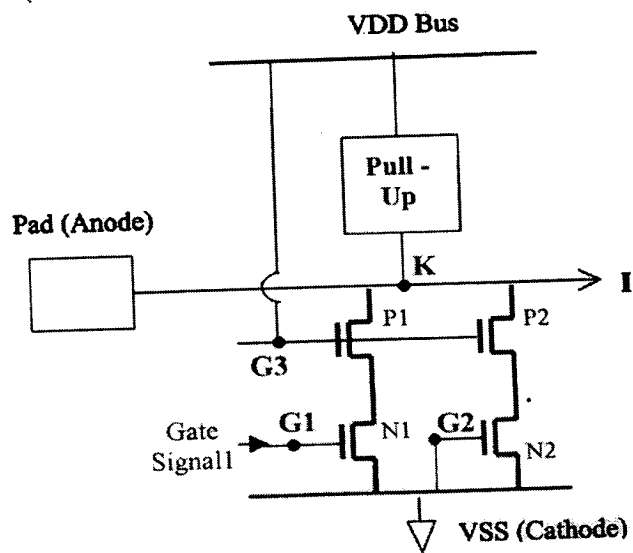 VDD Bus
Pull -
Up
Pad (Anode)
K
I
P1
P2
G3
G1
G2
Gate
Signal1
N1
N2
VSS (Cathode)